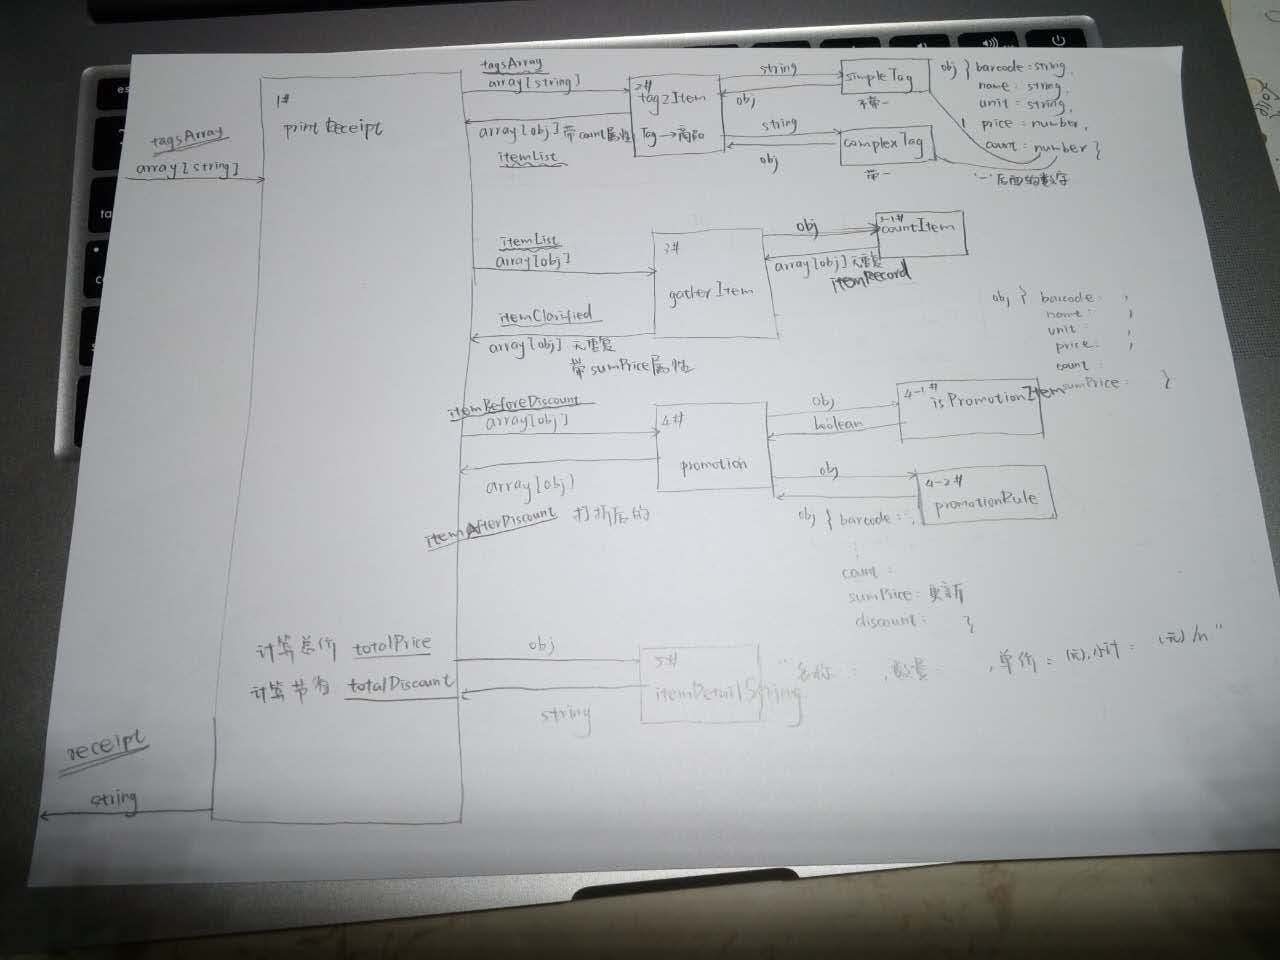 tagsArray
array[string]
1#
print Receipt
tagsArray
array[string]
array[obj] 带count属性
itemList
2#
tag2Item
Tag→商品
string
obj
string
obj
simpleTag
不带-
complexTag
带-
obj { barcode:string,
name: string,
unit: string,
price: number,
count: number }
'-'后面的数字
itemList
array[obj]
itemClarified
array[obj] 无重复
带sumPrice属性
3#
gatherItem
obj
array[obj] 无重复
itemRecord
3-1#
countItem
obj { barcode: ,
name: ,
unit: ,
price: ,
count:
sumPrice: }
itemBeforeDiscount
array[obj]
array[obj)
itemAfterDiscount 打折后的
4#
promotion
obj
boolean
obj
4-1#
isPromotionItem
4-2#
promotionRule
obj { barcode: ,
⋮
count:
sumPrice: 更新
discount: }
计算总价 totalPrice
计算节省 totalDiscount
obj
string
5#
itemDetailString
"名称: ,数量: ,单价: (元),小计: (元)/n"
receipt
string